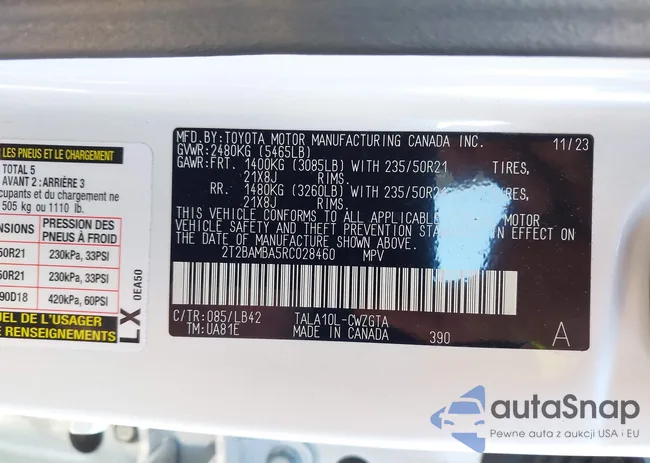 LES PNEUS ET LE CHARGEMENT
TOTAL 5
AVANT 2 : ARRIÈRE 3
cupants et du chargement ne
505 kg ou 1110 lb.
NSIONS PRESSION DES PNEUS À FROID
50R21 230kPa, 33PSI
50R21 230kPa, 33PSI
90D18 420kPa, 60PSI
EL DE L'USAGER
E RENSEIGNEMENTS
LX 0EA50
MFD.BY:TOYOTA MOTOR MANUFACTURING CANADA INC. 11/23
GVWR:2480KG (5465LB)
GAWR:FRT. 1400KG (3085LB) WITH 235/50R21 TIRES,
21X8J RIMS.
RR. 1480KG (3260LB) WITH 235/50R21 TIRES,
21X8J RIMS.
THIS VEHICLE CONFORMS TO ALL APPLICABLE MOTOR
VEHICLE SAFETY AND THEFT PREVENTION STANDARDS IN EFFECT ON
THE DATE OF MANUFACTURE SHOWN ABOVE.
2T2BAMBA5RC028460 MPV
C/TR:085/LB42 TALA10L-CWZGTA
TM:UA81E MADE IN CANADA 390 A
autaSnap
Pewne auta z aukcji USA i EU